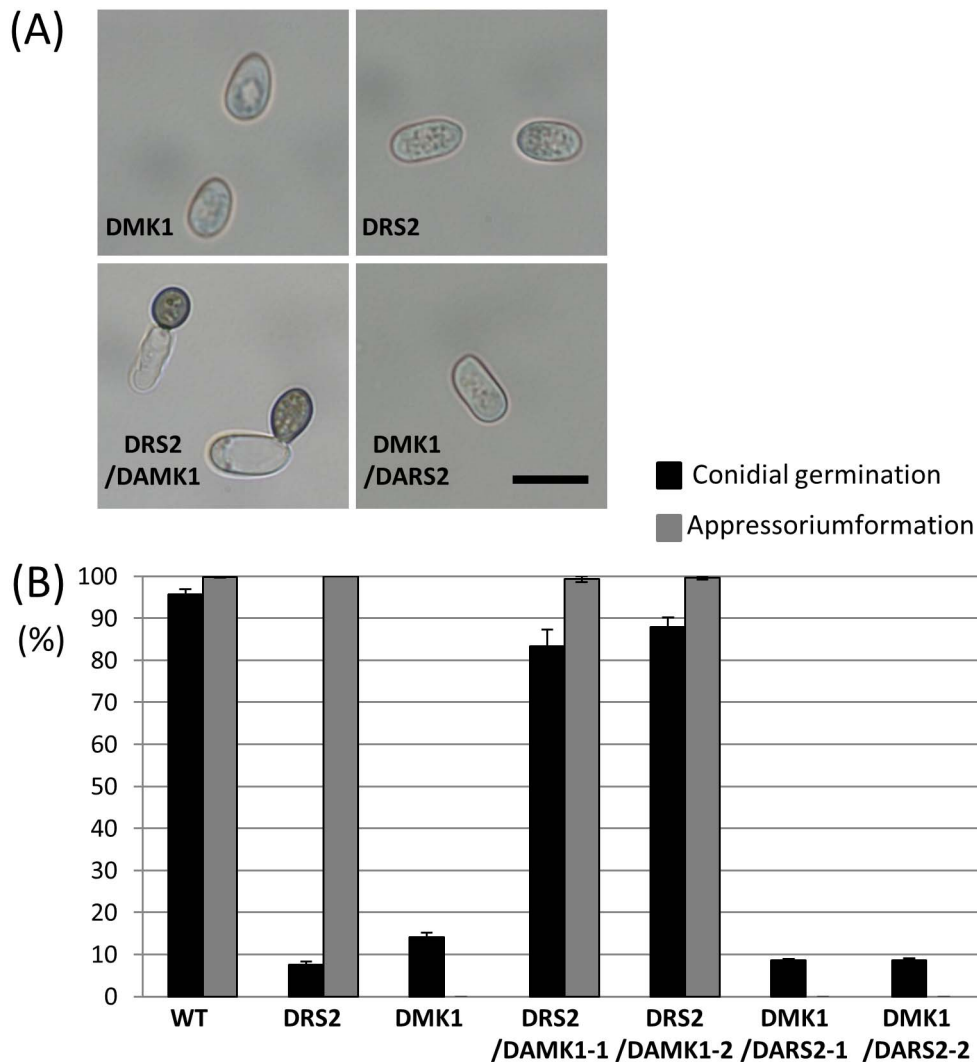 (A)
DMK1
DRS2
DRS2
/DAMK1
DMK1
/DARS2
Conidial germination
Appressoriumformation
(B)
(%)
100
90
80
70
60
50
40
30
20
10
0
WT
DRS2
DMK1
DRS2
/DAMK1-1
DRS2
/DAMK1-2
DMK1
/DARS2-1
DMK1
/DARS2-2